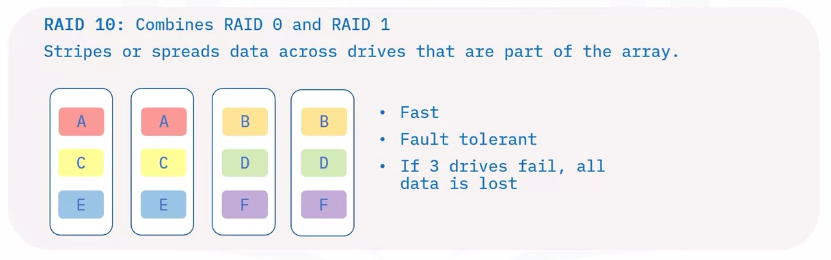 RAID 10: Combines RAID 0 and RAID 1
Stripes or spreads data across drives that are part of the array.
A A B B
C C D D
E E F F
• Fast
• Fault tolerant
• If 3 drives fail, all
data is lost